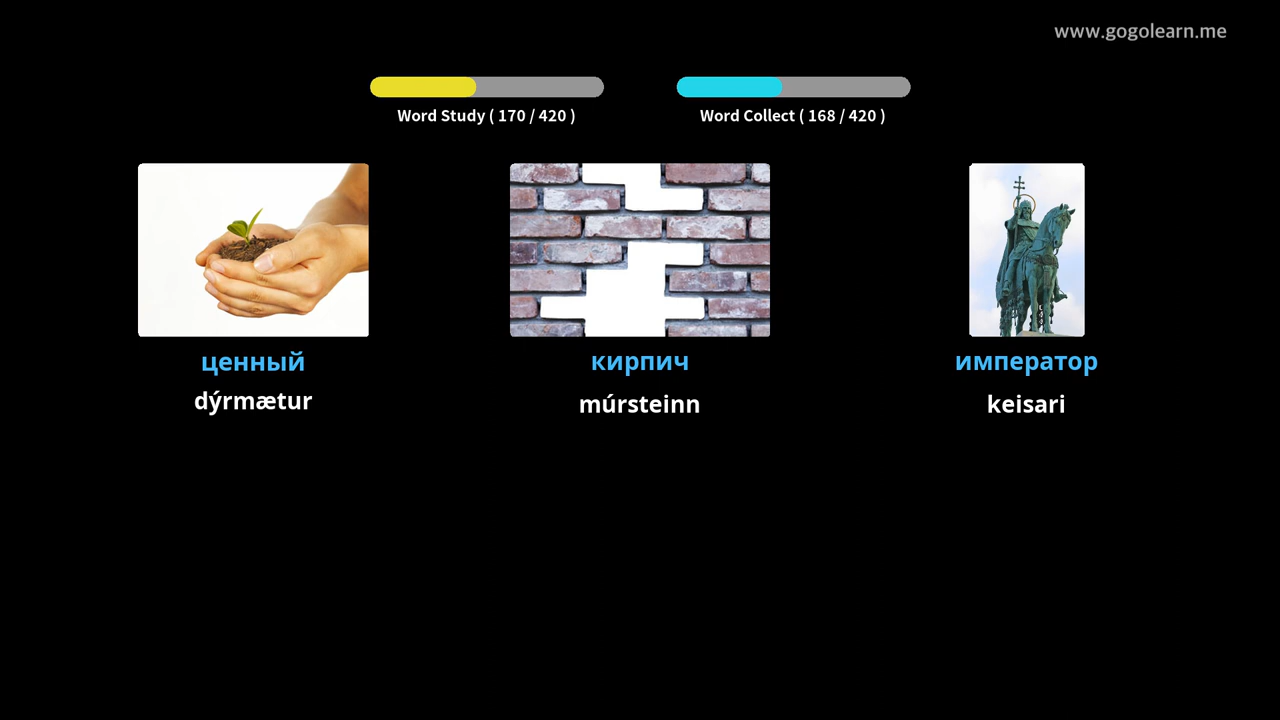 www.gogolearn.me
Word Study ( 170 / 420 )
Word Collect ( 168 / 420 )
ценный
dýrmætur
кирпич
múrsteinn
император
keisari